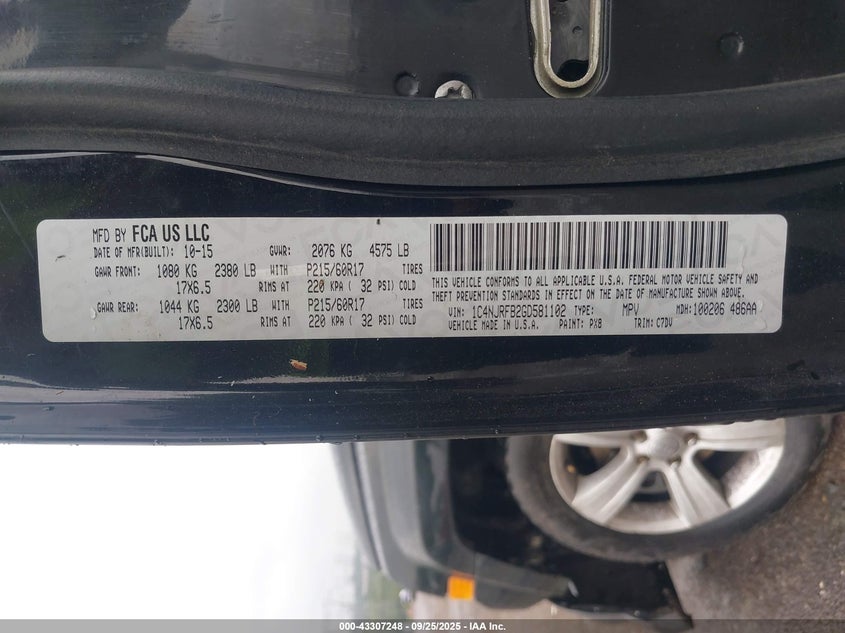 MFD BY FCA US LLC
DATE OF MFR(BUILT): 10-15 GVWR: 2076 KG 4575 LB
GAWR FRONT: 1080 KG 2380 LB WITH P215/60R17 TIRES
17X6.5 RIMS AT 220 KPA ( 32 PSI) COLD
GAWR REAR: 1044 KG 2300 LB WITH P215/60R17 TIRES
17X6.5 RIMS AT 220 KPA ( 32 PSI) COLD
THIS VEHICLE CONFORMS TO ALL APPLICABLE U.S.A. FEDERAL MOTOR VEHICLE SAFETY AND
THEFT PREVENTION STANDARDS IN EFFECT ON THE DATE OF MANUFACTURE SHOWN ABOVE.
VIN: 1C4NJRFB2GD581102 TYPE: MPV MDH: 100206 486AA
VEHICLE MADE IN U.S.A. PAINT: PX8 TRIM: C7DV
000-43307248 - 09/25/2025 - IAA Inc.